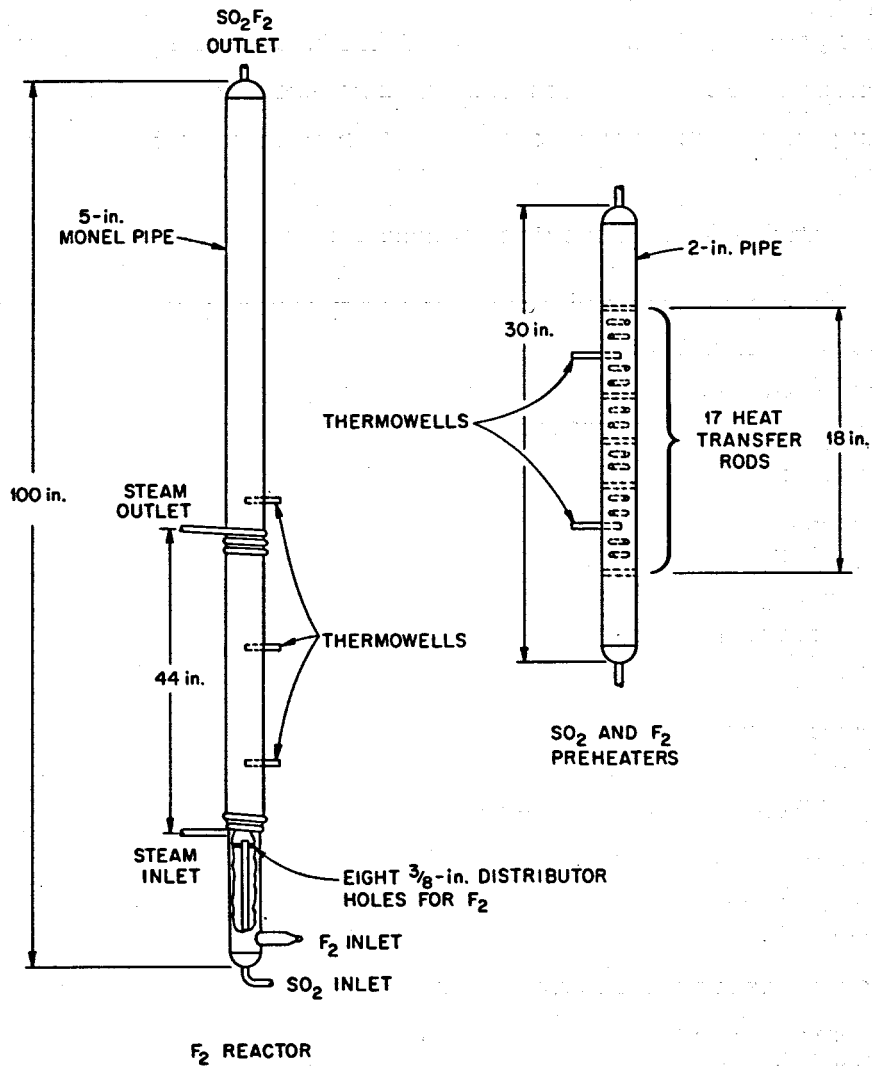 SO2F2
OUTLET
5-in.
MONEL PIPE
2-in. PIPE
30 in.
THERMOWELLS
17 HEAT
TRANSFER
RODS
18 in.
100 in.
STEAM
OUTLET
THERMOWELLS
44 in.
SO2 AND F2
PREHEATERS
STEAM
INLET
EIGHT 3/8-in. DISTRIBUTOR
HOLES FOR F2
F2 INLET
SO2 INLET
F2 REACTOR